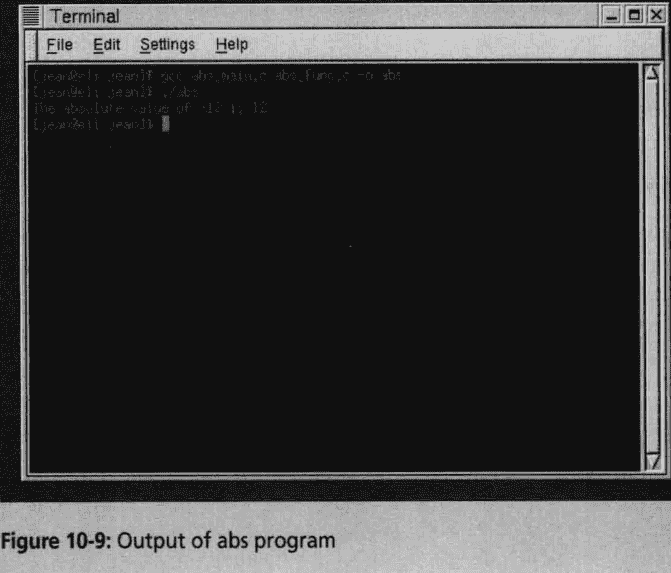 Terminal
File Edit Settings Help
[jean@eli jean]$ gcc abs_main.c abs_func.c -o abs
[jean@eli jean]$ ./abs
The absolute value of -12 is 12
[jean@eli jean]$
Figure 10-9: Output of abs program